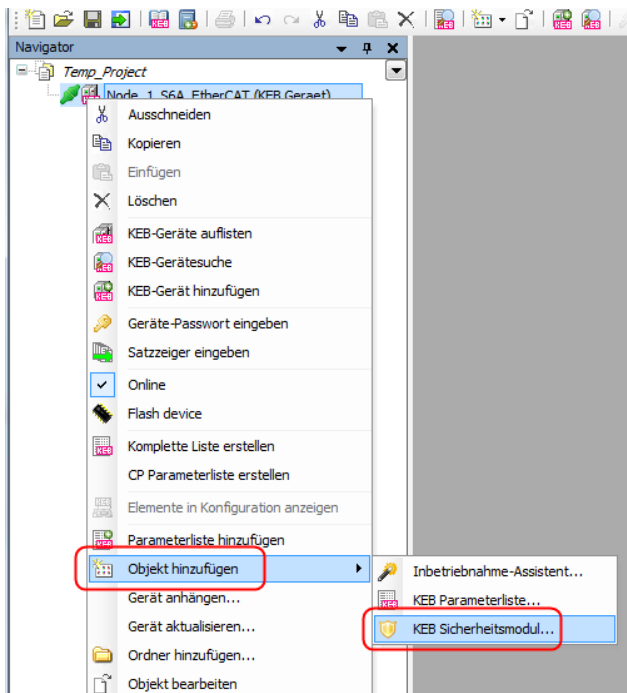 Navigator
Temp_Project
Node_1_S6A_EtherCAT (KEB Geraet)
Ausschneiden
Kopieren
Einfügen
Löschen
KEB-Geräte auflisten
KEB-Gerätesuche
KEB-Gerät hinzufügen
Geräte-Passwort eingeben
Satzzeiger eingeben
Online
Flash device
Komplette Liste erstellen
CP Parameterliste erstellen
Elemente in Konfiguration anzeigen
Parameterliste hinzufügen
Objekt hinzufügen
Inbetriebnahme-Assistent...
Gerät anhängen...
KEB Parameterliste...
Gerät aktualisieren...
KEB Sicherheitsmodul...
Ordner hinzufügen...
Objekt bearbeiten